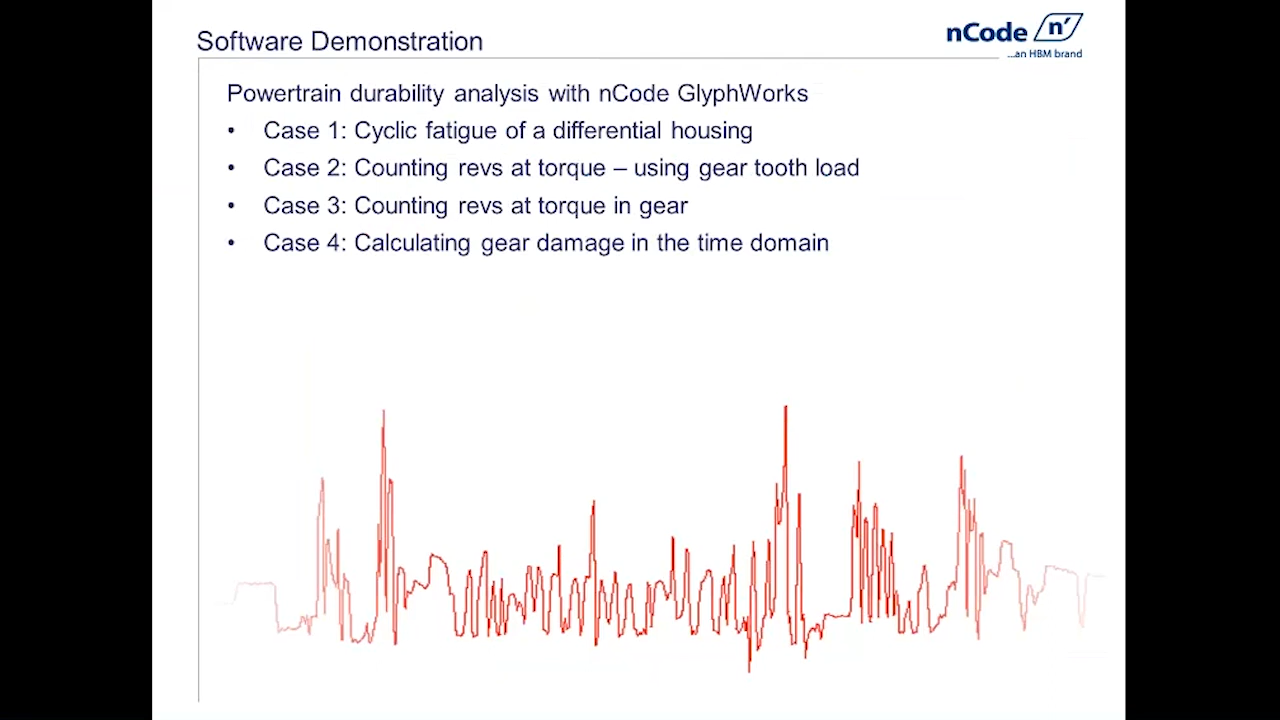 Software Demonstration
nCode n'
...an HBM brand
Powertrain durability analysis with nCode GlyphWorks
• Case 1: Cyclic fatigue of a differential housing
• Case 2: Counting revs at torque – using gear tooth load
• Case 3: Counting revs at torque in gear
• Case 4: Calculating gear damage in the time domain